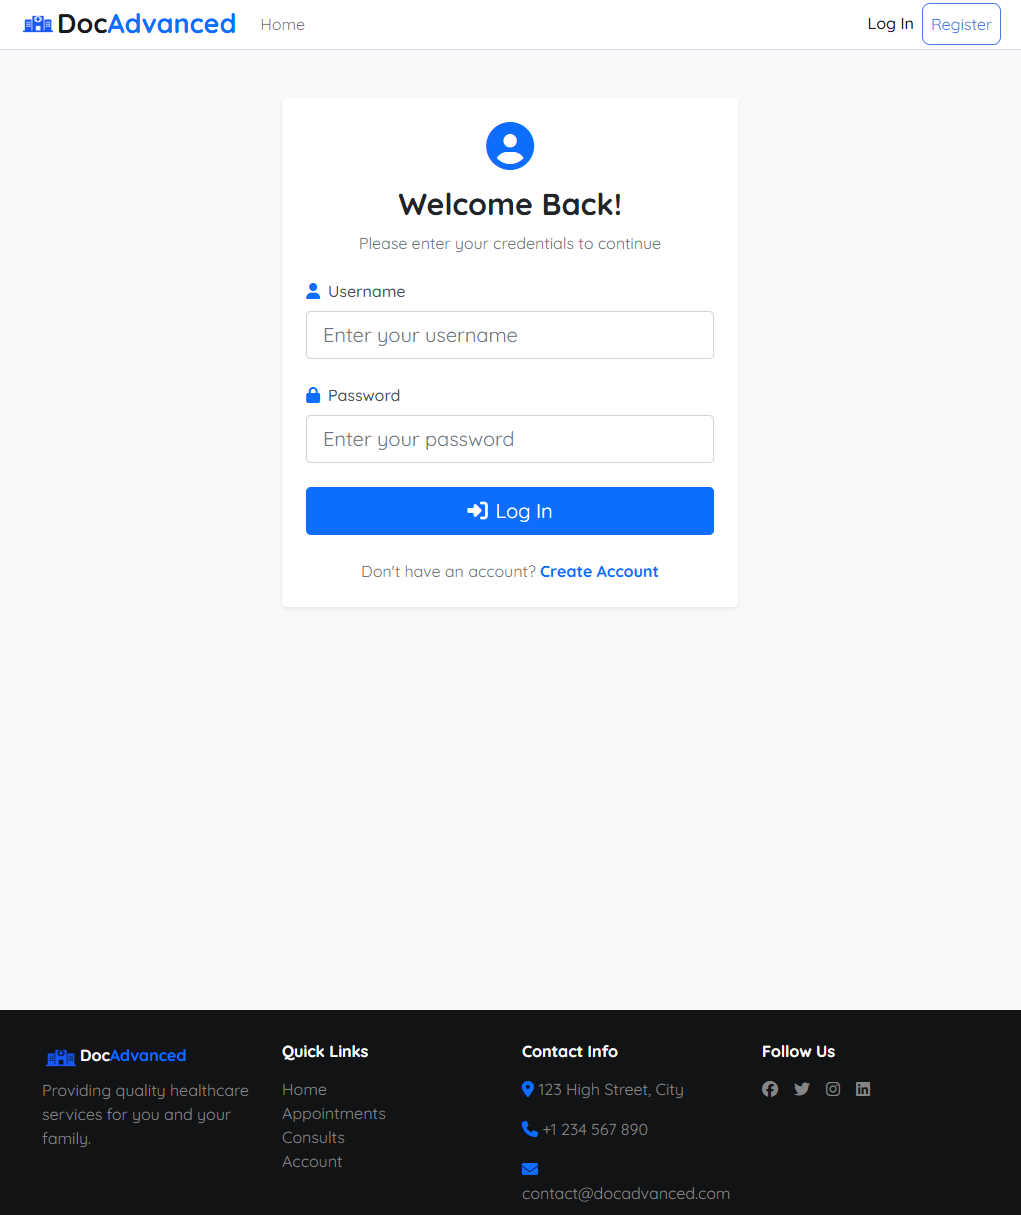 DocAdvanced Home Log In Register
Welcome Back!
Please enter your credentials to continue
Username
Enter your username
Password
Enter your password
Log In
Don't have an account? Create Account
DocAdvanced
Providing quality healthcare
services for you and your
family.
Quick Links
Home
Appointments
Consults
Account
Contact Info
123 High Street, City
+1 234 567 890
contact@docadvanced.com
Follow Us